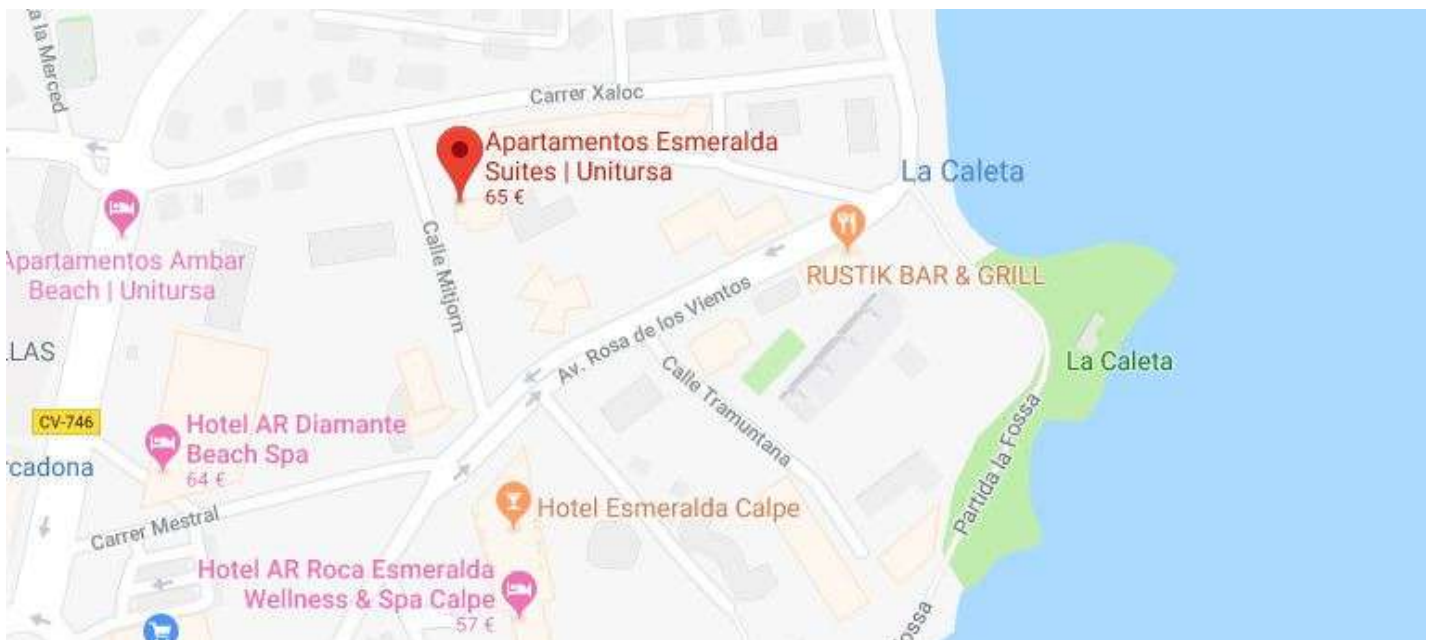 a la Merced
Carrer Xaloc
Apartamentos Esmeralda
Suites | Unitursa
65 €
La Caleta
Apartamentos Ambar
Beach | Unitursa
Calle Mitjorn
RUSTIK BAR & GRILL
Av. Rosa de los Vientos
LLAS
La Caleta
Calle Tramuntana
CV-746
Hotel AR Diamante
Beach Spa
64 €
rcadona
Partida la Fossa
Hotel Esmeralda Calpe
Carrer Mestral
Hotel AR Roca Esmeralda
Wellness & Spa Calpe
57 €
ossa